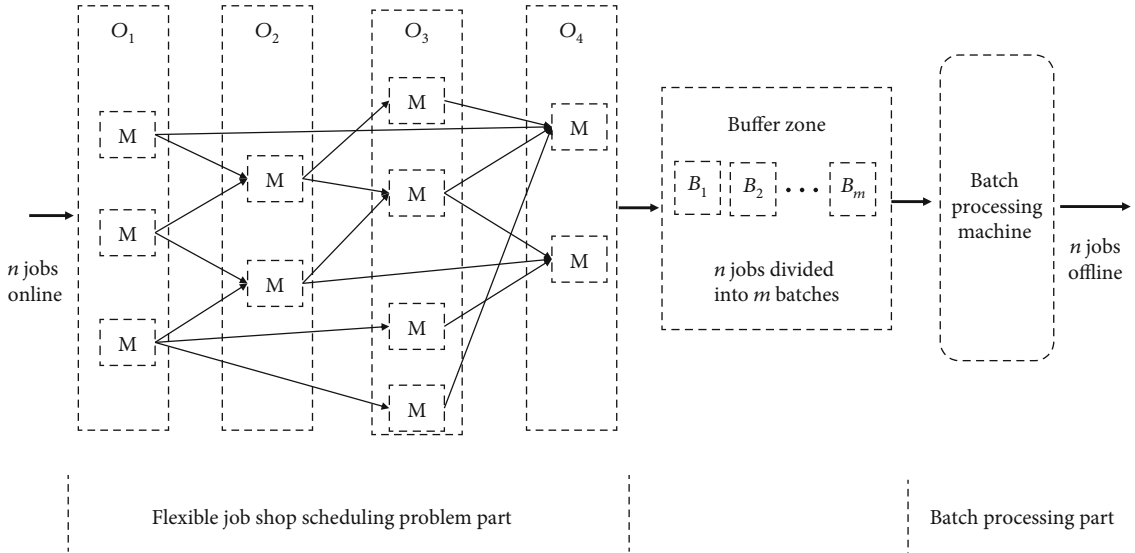 O₁ O₂ O₃ O₄
M
M
M
M
M
M
M
M
M
M
M
n jobs
online
Buffer zone
B₁ B₂ ••• Bₘ
n jobs divided
into m batches
Batch
processing
machine
n jobs
offline
Flexible job shop scheduling problem part
Batch processing part